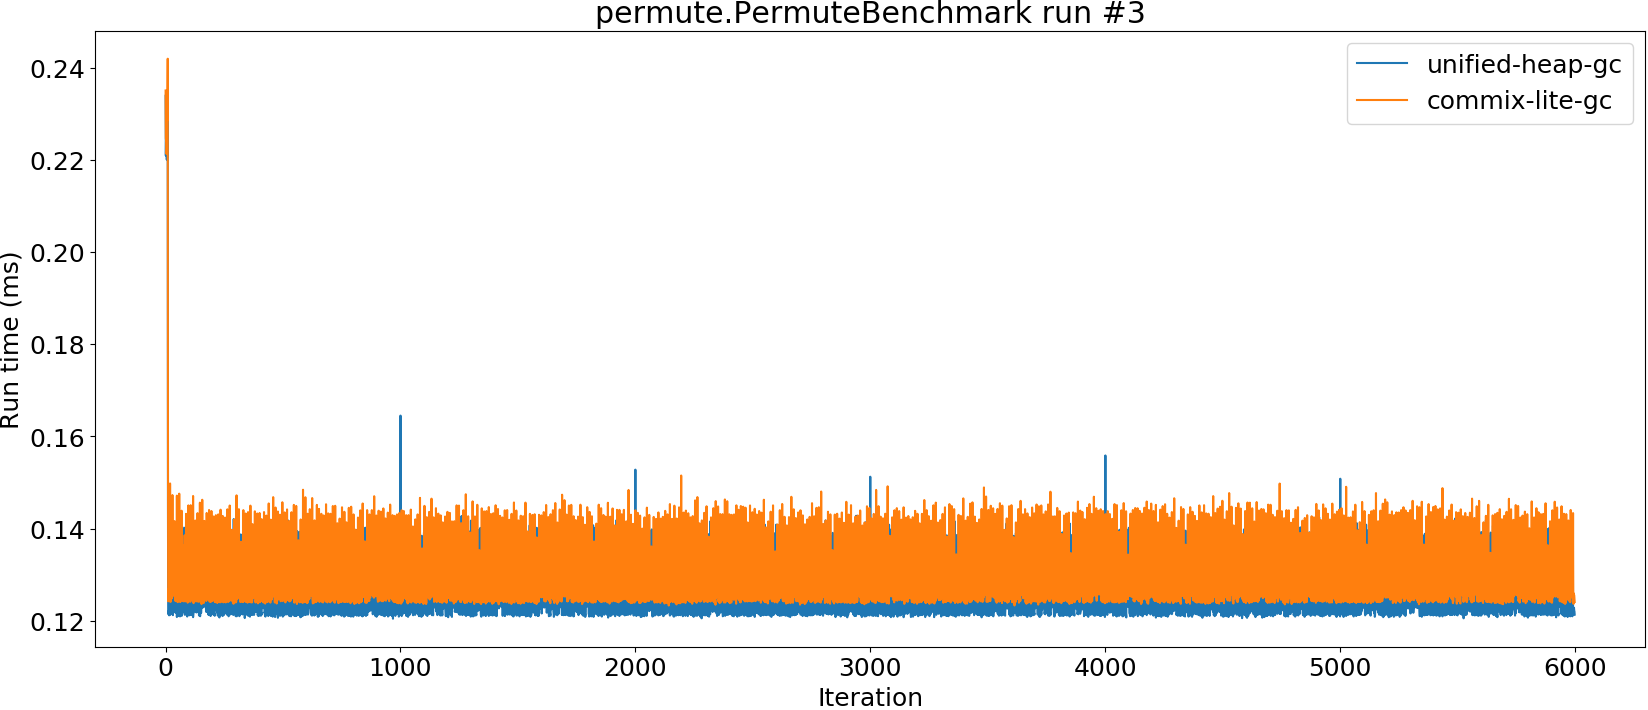 permute.PermuteBenchmark run #3
unified-heap-gc
commix-lite-gc
Run time (ms)
0.24
0.22
0.20
0.18
0.16
0.14
0.12
0 1000 2000 3000 4000 5000 6000
Iteration